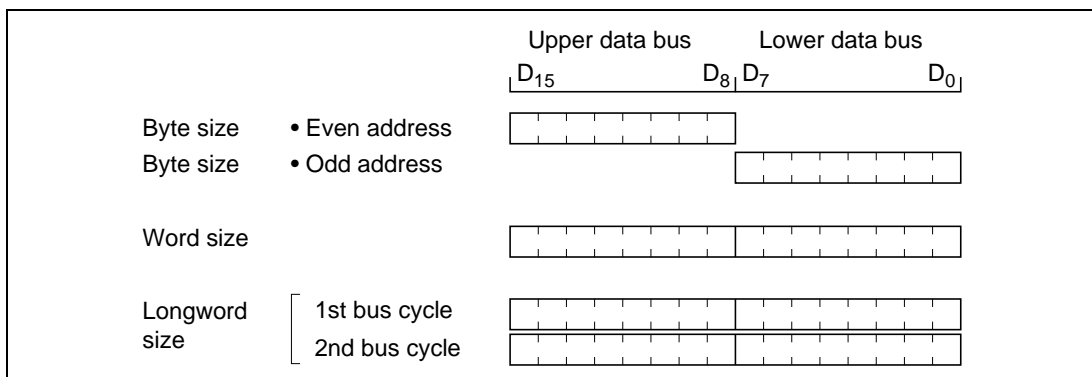 Upper data bus Lower data bus
D15 D8 D7 D0
Byte size • Even address
Byte size • Odd address
Word size
Longword size 1st bus cycle
2nd bus cycle